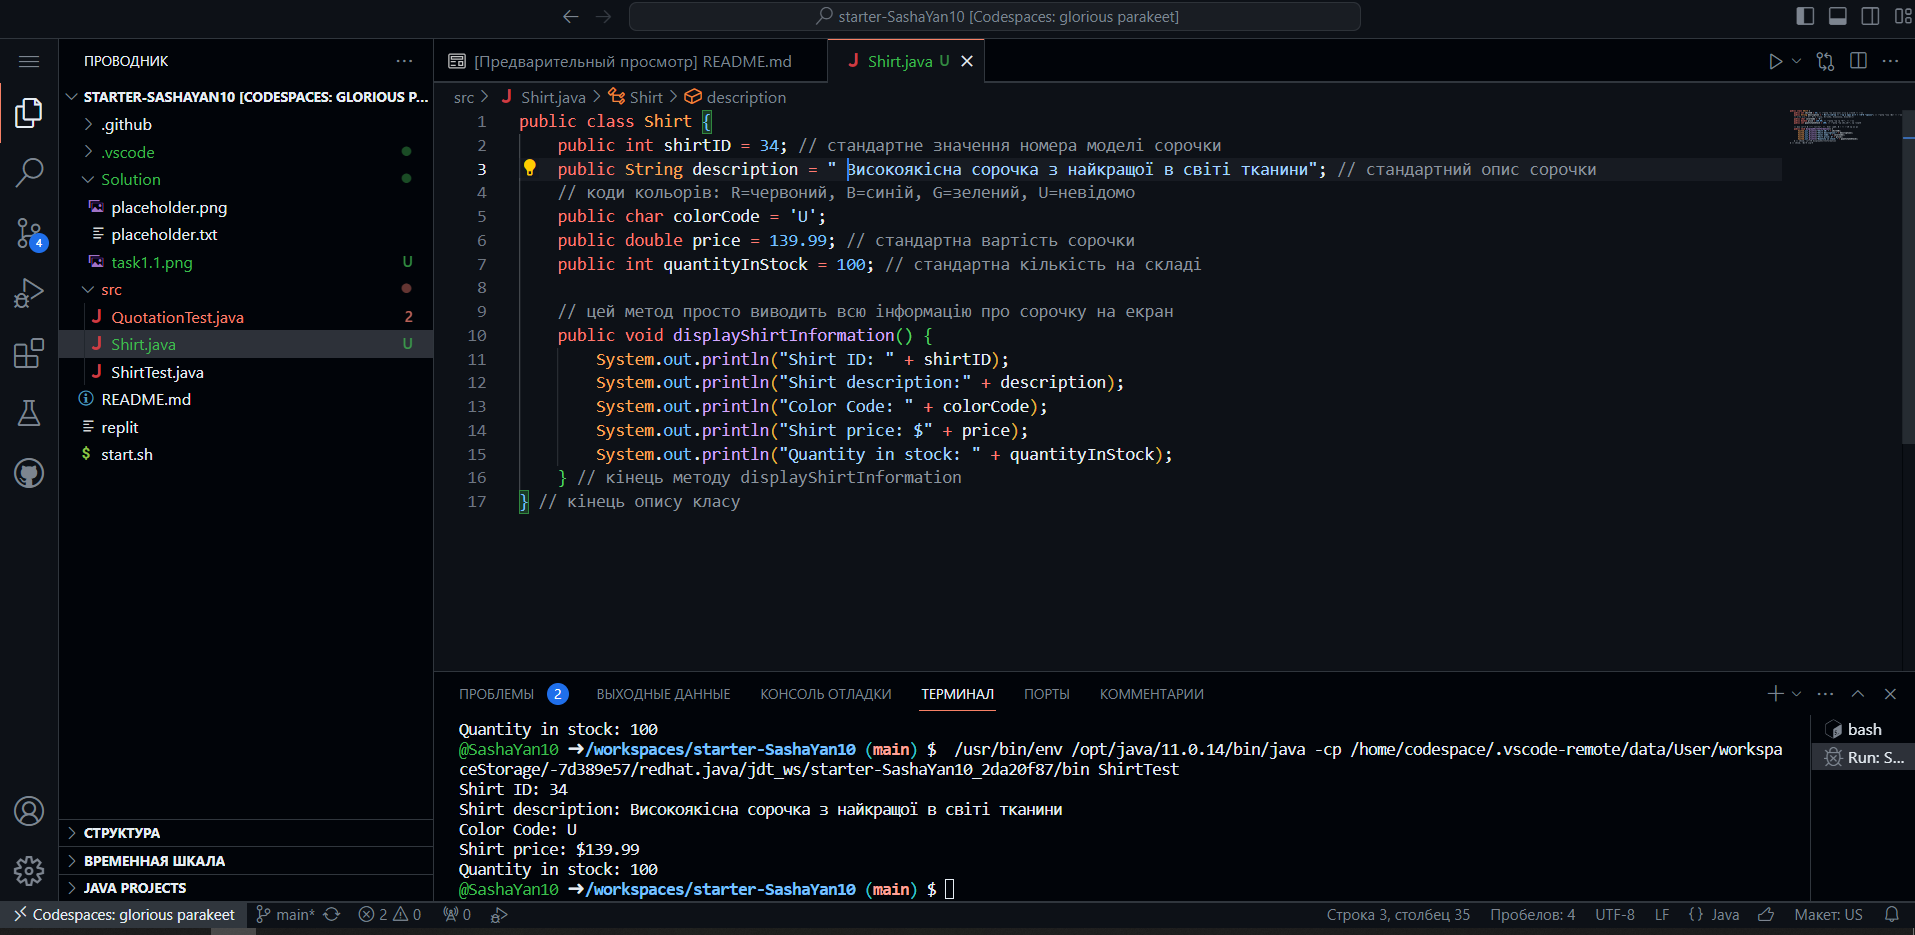 starter-SashaYan10 [Codespaces: glorious parakeet]
ПРОВОДНИК
STARTER-SASHAYAN10 [CODESPACES: GLORIOUS P...
.github
.vscode
Solution
placeholder.png
placeholder.txt
task1.1.png U
src
QuotationTest.java 2
Shirt.java U
ShirtTest.java
README.md
replit
start.sh
4
СТРУКТУРА
ВРЕМЕННАЯ ШКАЛА
JAVA PROJECTS
[Предварительный просмотр] README.md
Shirt.java U
src > Shirt.java > Shirt > description
1 public class Shirt {
2 public int shirtID = 34; // стандартне значення номера моделі сорочки
3 public String description = " Високоякісна сорочка з найкращої в світі тканини"; // стандартний опис сорочки
4 // коди кольорів: R=червоний, B=синій, G=зелений, U=невідомо
5 public char colorCode = 'U';
6 public double price = 139.99; // стандартна вартість сорочки
7 public int quantityInStock = 100; // стандартна кількість на складі
8
9 // цей метод просто виводить всю інформацію про сорочку на екран
10 public void displayShirtInformation() {
11 System.out.println("Shirt ID: " + shirtID);
12 System.out.println("Shirt description:" + description);
13 System.out.println("Color Code: " + colorCode);
14 System.out.println("Shirt price: $" + price);
15 System.out.println("Quantity in stock: " + quantityInStock);
16 } // кінець методу displayShirtInformation
17 } // кінець опису класу
ПРОБЛЕМЫ 2 ВЫХОДНЫЕ ДАННЫЕ КОНСОЛЬ ОТЛАДКИ ТЕРМИНАЛ ПОРТЫ КОММЕНТАРИИ
Quantity in stock: 100
@SashaYan10 ➜/workspaces/starter-SashaYan10 (main) $ /usr/bin/env /opt/java/11.0.14/bin/java -cp /home/codespace/.vscode-remote/data/User/workspa
ceStorage/-7d389e57/redhat.java/jdt_ws/starter-SashaYan10_2da20f87/bin ShirtTest
Shirt ID: 34
Shirt description: Високоякісна сорочка з найкращої в світі тканини
Color Code: U
Shirt price: $139.99
Quantity in stock: 100
@SashaYan10 ➜/workspaces/starter-SashaYan10 (main) $
bash
Run: S...
Codespaces: glorious parakeet main* 2 0 0 Строка 3, столбец 35 Пробелов: 4 UTF-8 LF {} Java Макет: US